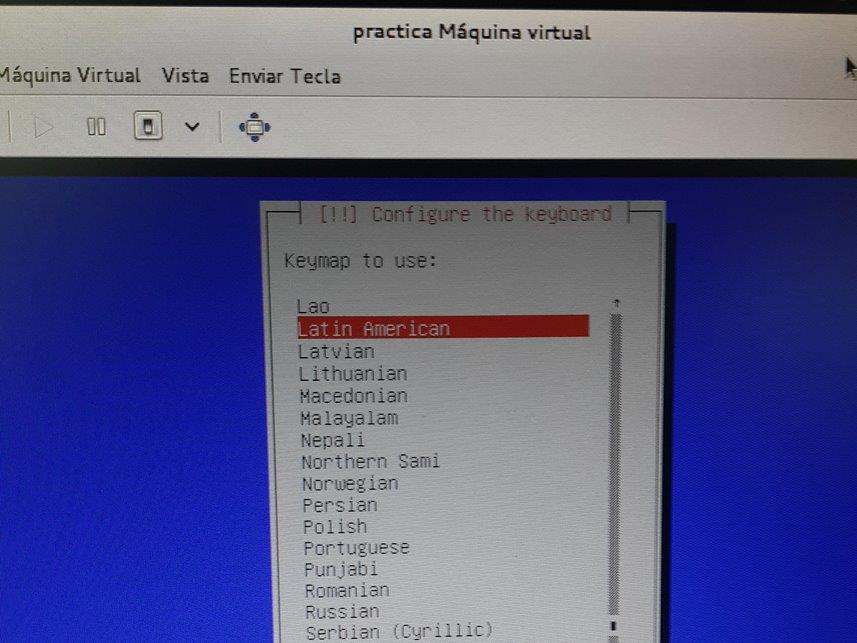 practica Máquina virtual
Máquina Virtual Vista Enviar Tecla
[!!] Configure the keyboard
Keymap to use:
Lao
Latin American
Latvian
Lithuanian
Macedonian
Malayalam
Nepali
Northern Sami
Norwegian
Persian
Polish
Portuguese
Punjabi
Romanian
Russian
Serbian (Cyrillic)